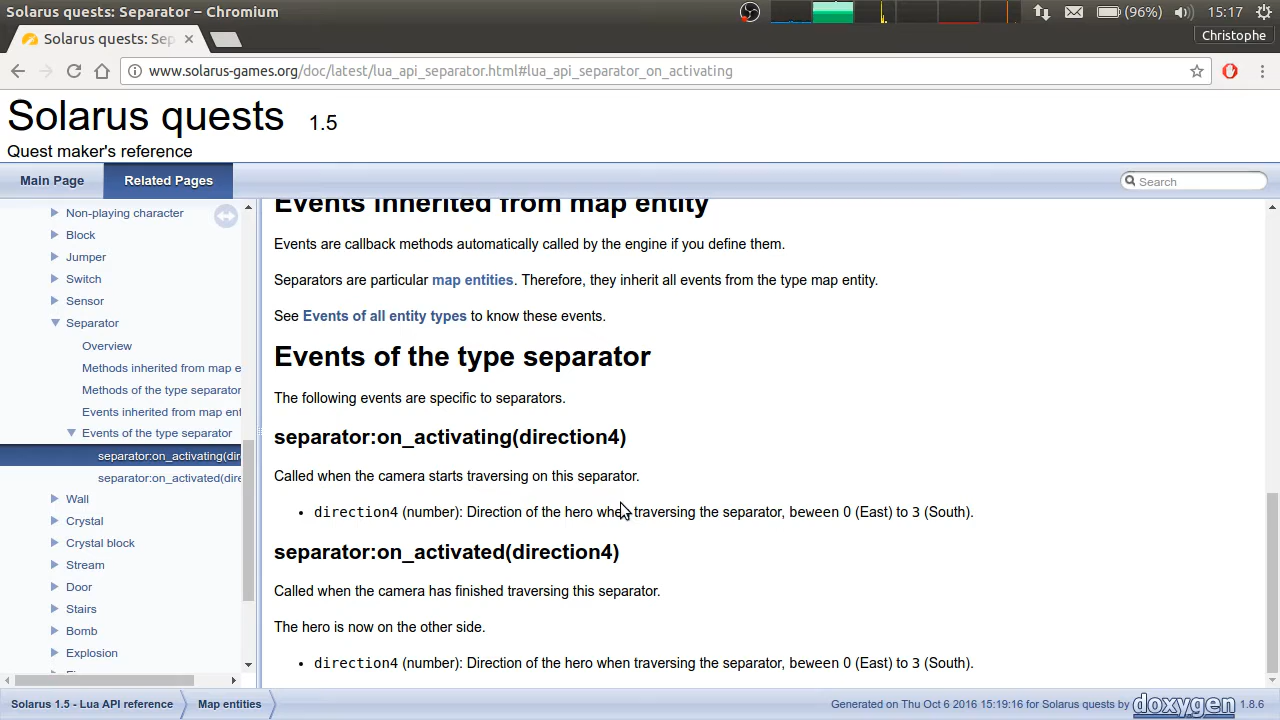 Solarus quests: Separator – Chromium
(96%)
15:17
Solarus quests: Sep
Christophe
www.solarus-games.org/doc/latest/lua_api_separator.html#lua_api_separator_on_activating
Solarus quests 1.5
Quest maker's reference
Main Page
Related Pages
Search
Non-playing character
Block
Jumper
Switch
Sensor
Separator
Overview
Methods inherited from map e
Methods of the type separator
Events inherited from map ent
Events of the type separator
separator:on_activating(dir
separator:on_activated(dire
Wall
Crystal
Crystal block
Stream
Door
Stairs
Bomb
Explosion
Events inherited from map entity
Events are callback methods automatically called by the engine if you define them.
Separators are particular map entities. Therefore, they inherit all events from the type map entity.
See Events of all entity types to know these events.
Events of the type separator
The following events are specific to separators.
separator:on_activating(direction4)
Called when the camera starts traversing on this separator.
• direction4 (number): Direction of the hero when traversing the separator, beween 0 (East) to 3 (South).
separator:on_activated(direction4)
Called when the camera has finished traversing this separator.
The hero is now on the other side.
• direction4 (number): Direction of the hero when traversing the separator, beween 0 (East) to 3 (South).
Solarus 1.5 - Lua API reference
Map entities
Generated on Thu Oct 6 2016 15:19:16 for Solarus quests by doxygen 1.8.6